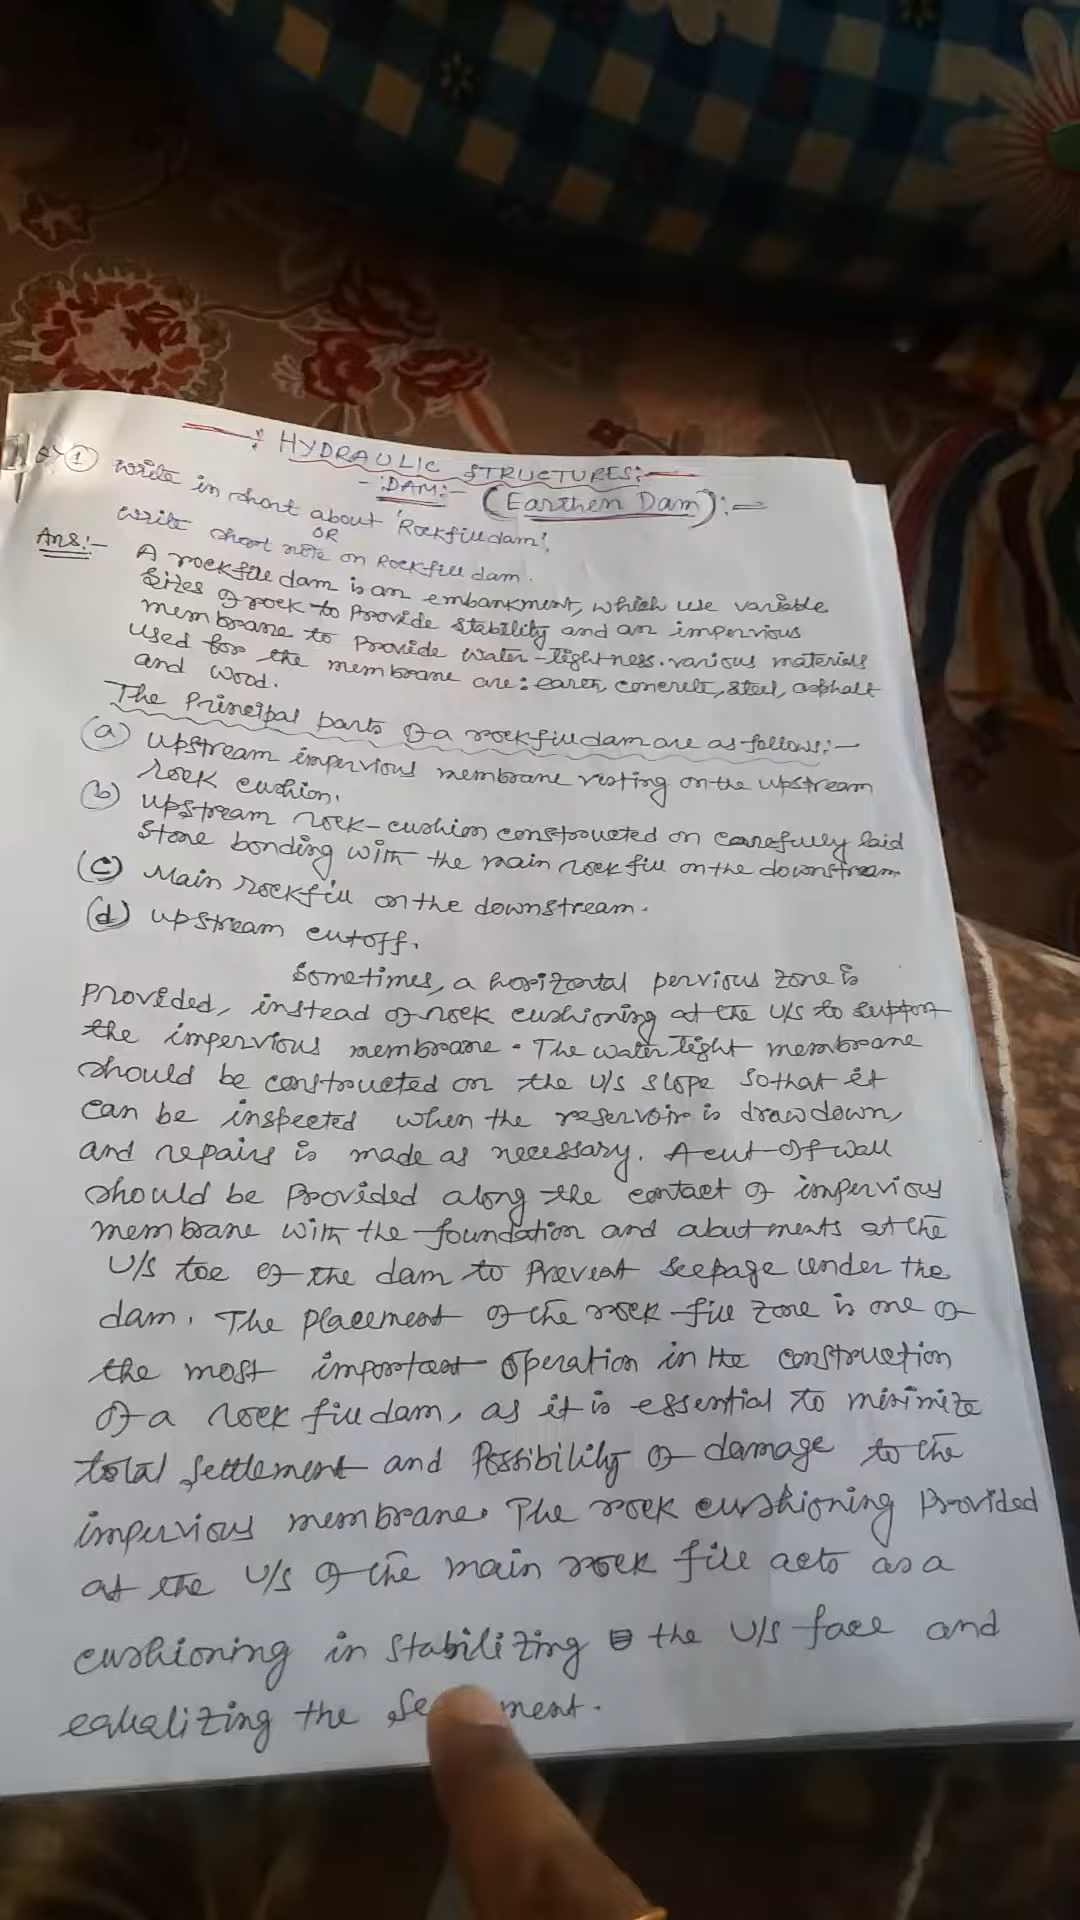 HYDRAULIC STRUCTURES:-
-:DAM:- (Earthen Dam):-
Q→① Write in short about 'Rockfill dam'.
OR
Write short note on Rockfill dam.
Ans:- A rockfill dam is an embankment, which use variable
sizes of rock to provide stability and an impervious
membrane to provide water-tightness. various materials
used for the membrane are: earth, concrete, steel, asphalt
and wood.
The Principal parts of a rockfill dam are as follows:-
(a) upstream impervious membrane resting on the upstream
rock cushion.
(b) upstream rock-cushion constructed on carefully laid
stone bonding with the main rock fill on the downstream
(c) Main rockfill on the downstream.
(d) upstream cutoff.
Sometimes, a horizontal pervious zone is
provided, instead of rock cushioning at the U/S to support
the impervious membrane. The water tight membrane
should be constructed on the U/S slope so that it
can be inspected when the reservoir is drawdown,
and repairs is made as necessary. A cut-off wall
should be provided along the contact of impervious
membrane with the foundation and abutments at the
U/S toe of the dam to prevent seepage under the
dam. The placement of the rock-fill zone is one of
the most important operation in the construction
of a rock fill dam, as it is essential to minimize
total settlement and possibility of damage to the
impervious membrane. The rock cushioning provided
at the U/S of the main rock fill acts as a
cushioning in stabilizing the U/S face and
equalizing the